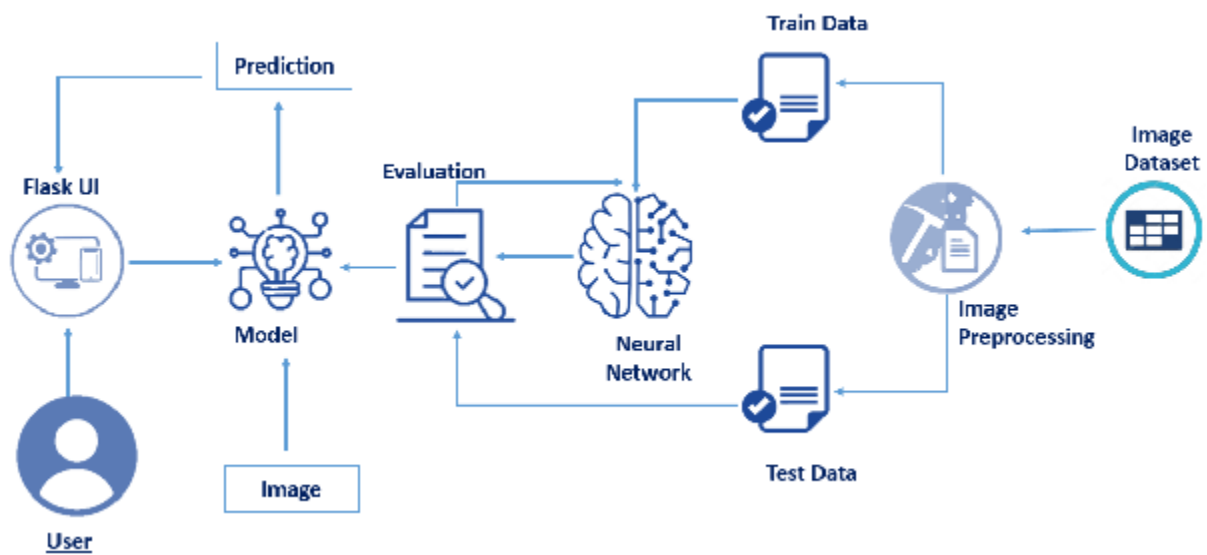 Train Data
Prediction
Image
Dataset
Evaluation
Flask UI
Image
Preprocessing
Model
Neural
Network
Test Data
Image
User